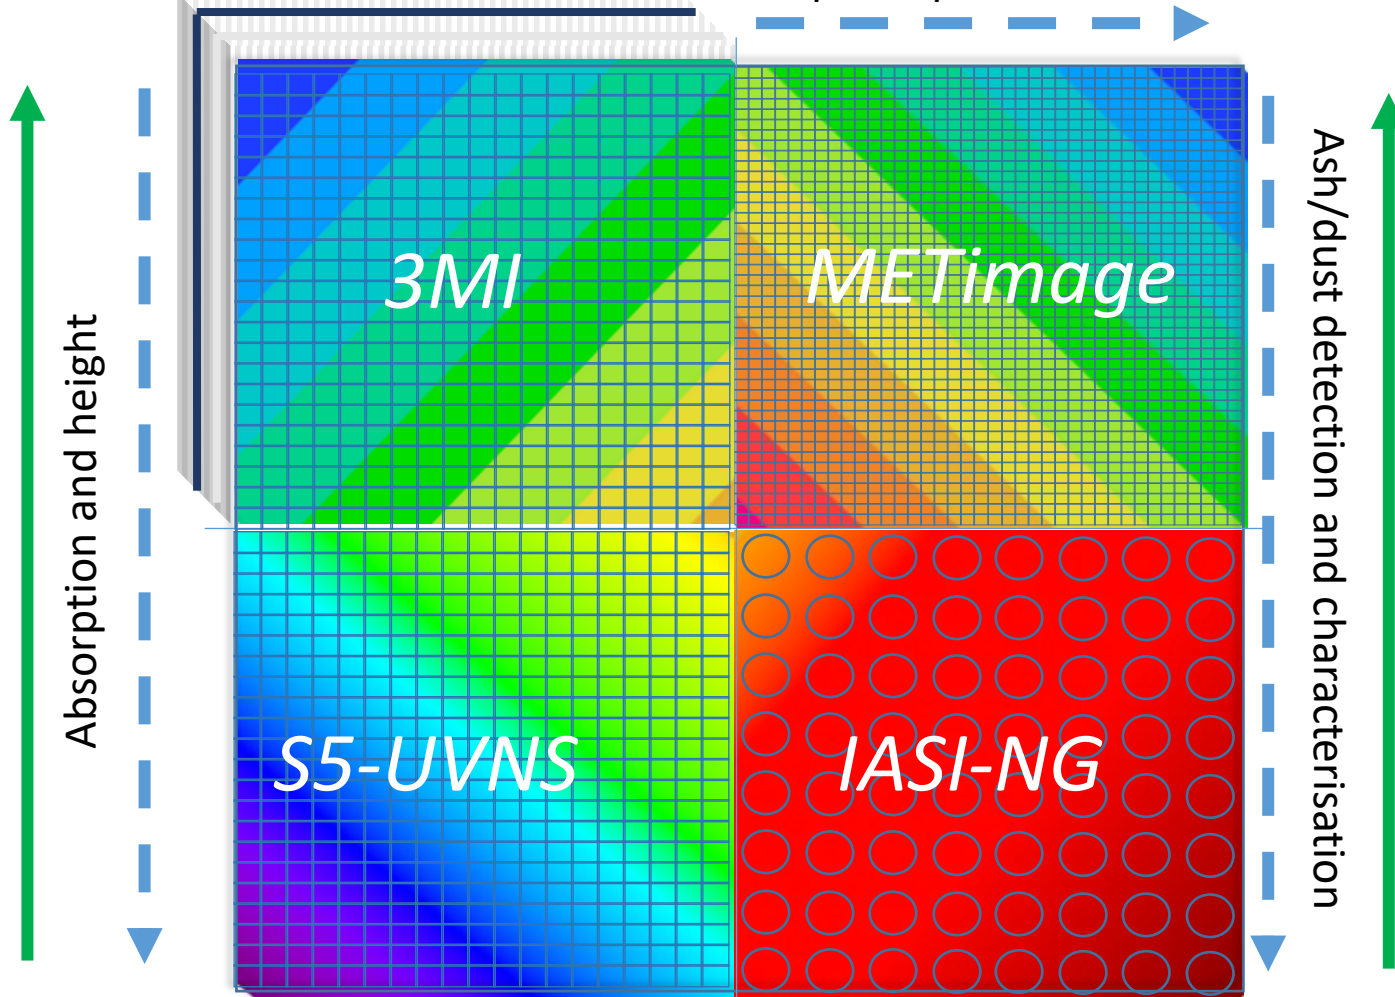 3MI
METimage
Absorption and height
Ash/dust detection and characterisation
S5-UVNS
IASI-NG